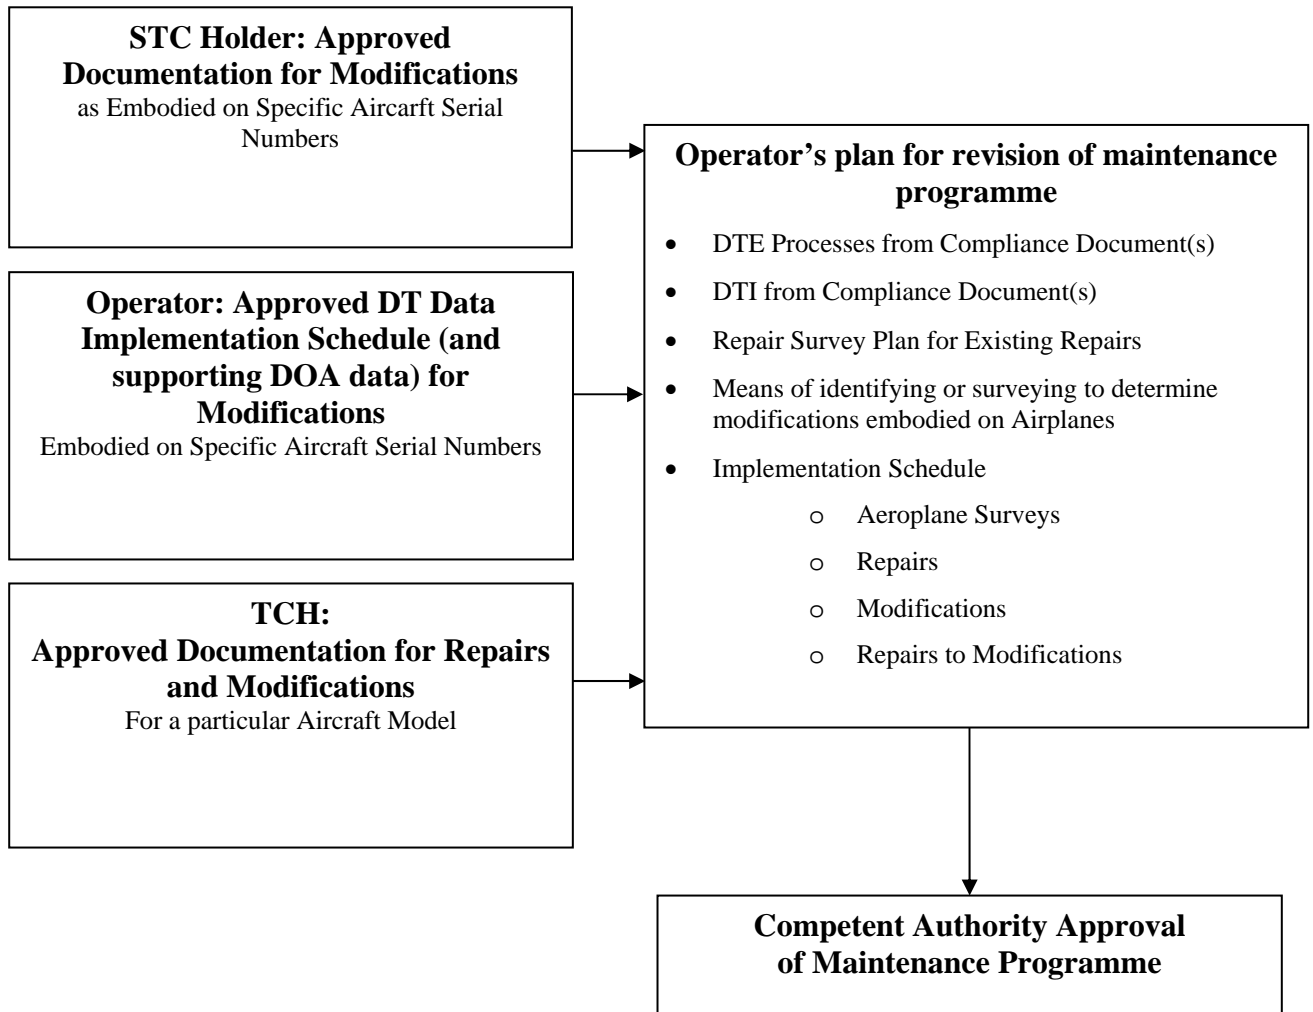 STC Holder: Approved
Documentation for Modifications
as Embodied on Specific Aircarft Serial
Numbers
Operator: Approved DT Data
Implementation Schedule (and
supporting DOA data) for
Modifications
Embodied on Specific Aircraft Serial Numbers
TCH:
Approved Documentation for Repairs
and Modifications
For a particular Aircraft Model
Operator’s plan for revision of maintenance
programme
• DTE Processes from Compliance Document(s)
• DTI from Compliance Document(s)
• Repair Survey Plan for Existing Repairs
• Means of identifying or surveying to determine
modifications embodied on Airplanes
• Implementation Schedule
o Aeroplane Surveys
o Repairs
o Modifications
o Repairs to Modifications
Competent Authority Approval
of Maintenance Programme